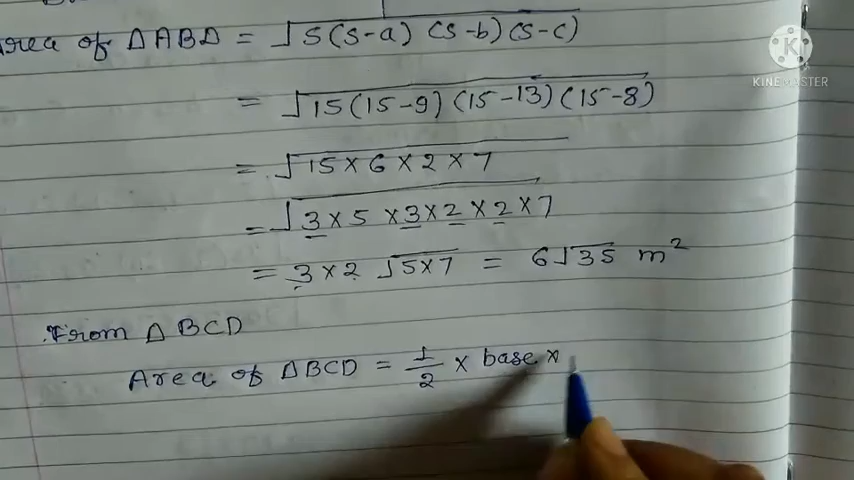 Area of ΔABD = √S(S-a) (S-b) (S-c)
= √15(15-9) (15-13) (15-8)
= √15 × 6 × 2 × 7
= √3 × 5 × 3 × 2 × 2 × 7
= 3 × 2 √5×7 = 6√35 m²
From ΔBCD
Area of ΔBCD = 1/2 × base ×
KINEMASTER